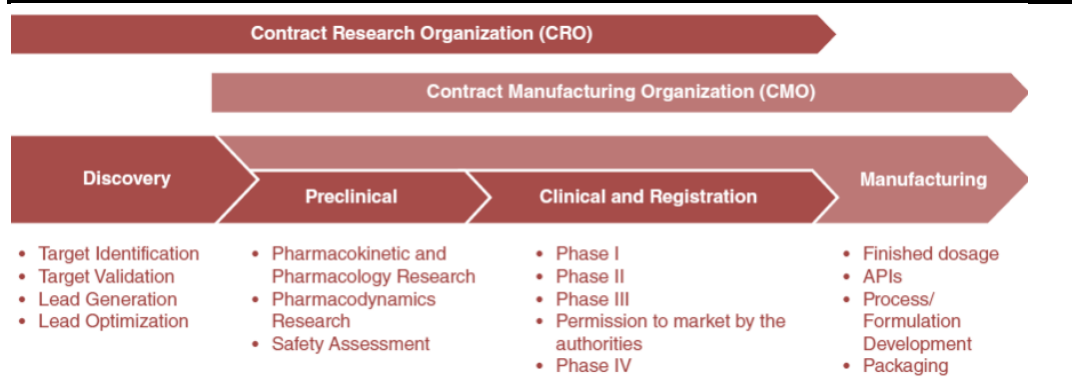 Contract Research Organization (CRO)
Contract Manufacturing Organization (CMO)
Discovery
Preclinical
Clinical and Registration
Manufacturing
• Target Identification
• Target Validation
• Lead Generation
• Lead Optimization
• Pharmacokinetic and
Pharmacology Research
• Pharmacodynamics
Research
• Safety Assessment
• Phase I
• Phase II
• Phase III
• Permission to market by the
authorities
• Phase IV
• Finished dosage
• APIs
• Process/
Formulation
Development
• Packaging